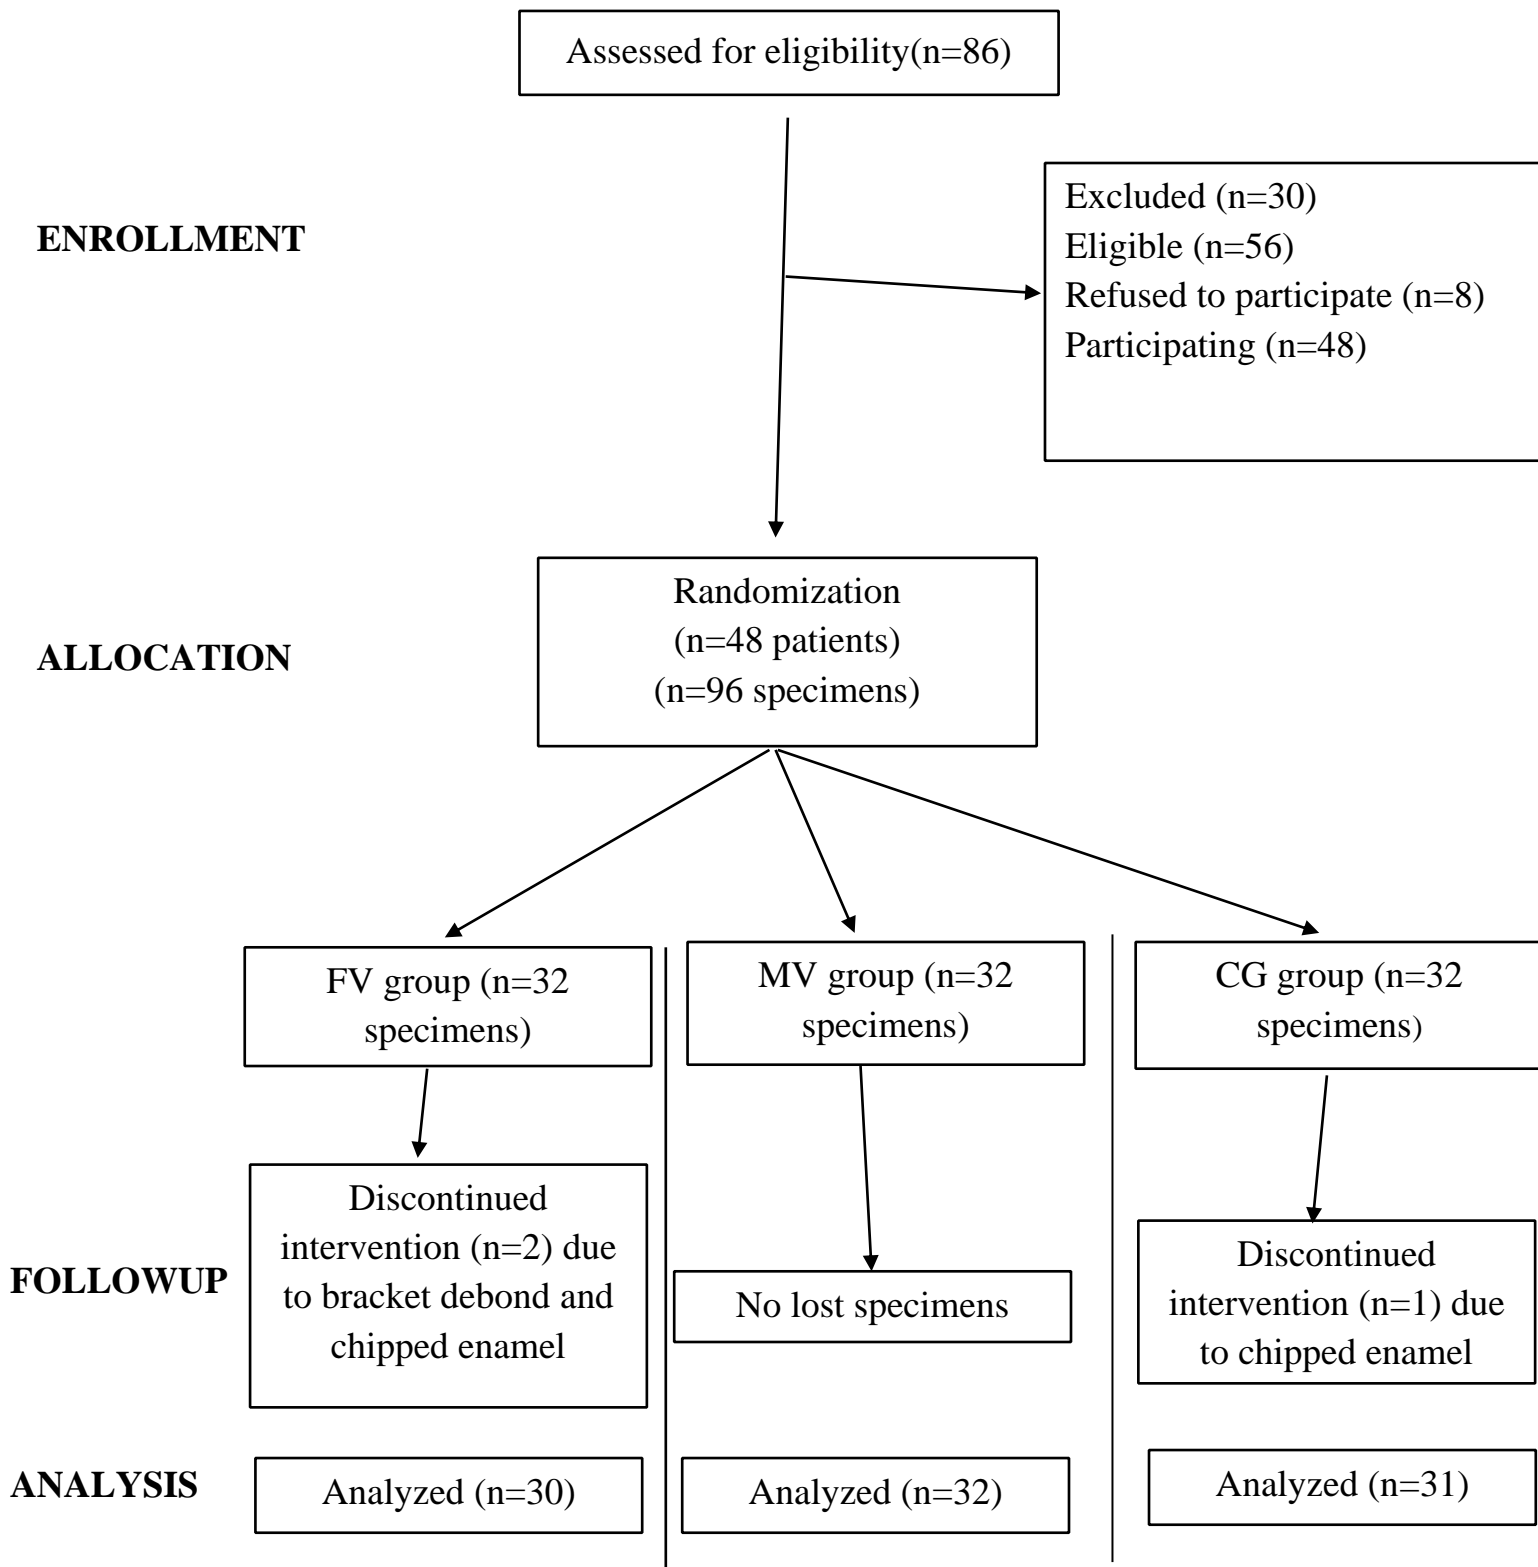 Assessed for eligibility(n=86)
ENROLLMENT
Excluded (n=30)
Eligible (n=56)
Refused to participate (n=8)
Participating (n=48)
ALLOCATION
Randomization
(n=48 patients)
(n=96 specimens)
FV group (n=32
specimens)
MV group (n=32
specimens)
CG group (n=32
specimens)
FOLLOWUP
Discontinued
intervention (n=2) due
to bracket debond and
chipped enamel
No lost specimens
Discontinued
intervention (n=1) due
to chipped enamel
ANALYSIS
Analyzed (n=30)
Analyzed (n=32)
Analyzed (n=31)